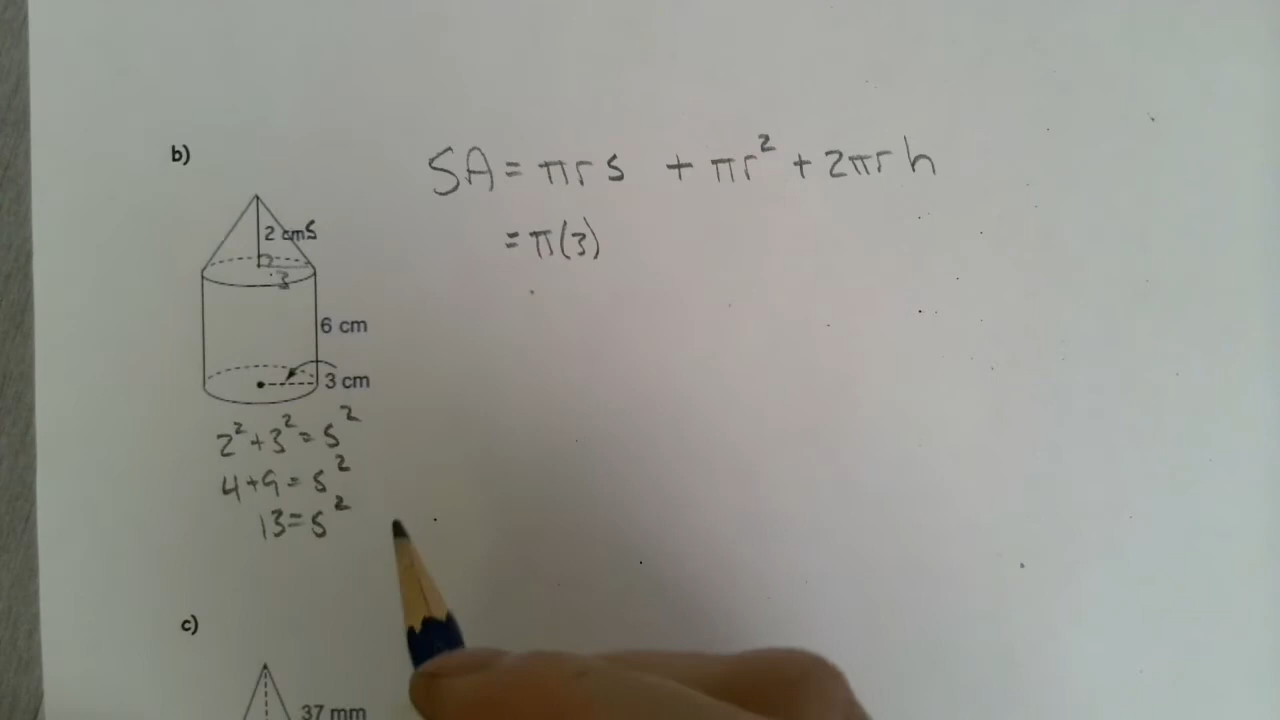 b)
SA = πrs + πr² + 2πrh
= π(3)
2 cm s
3
6 cm
3 cm
2² + 3² = s²
4 + 9 = s²
13 = s²
c)
37 mm